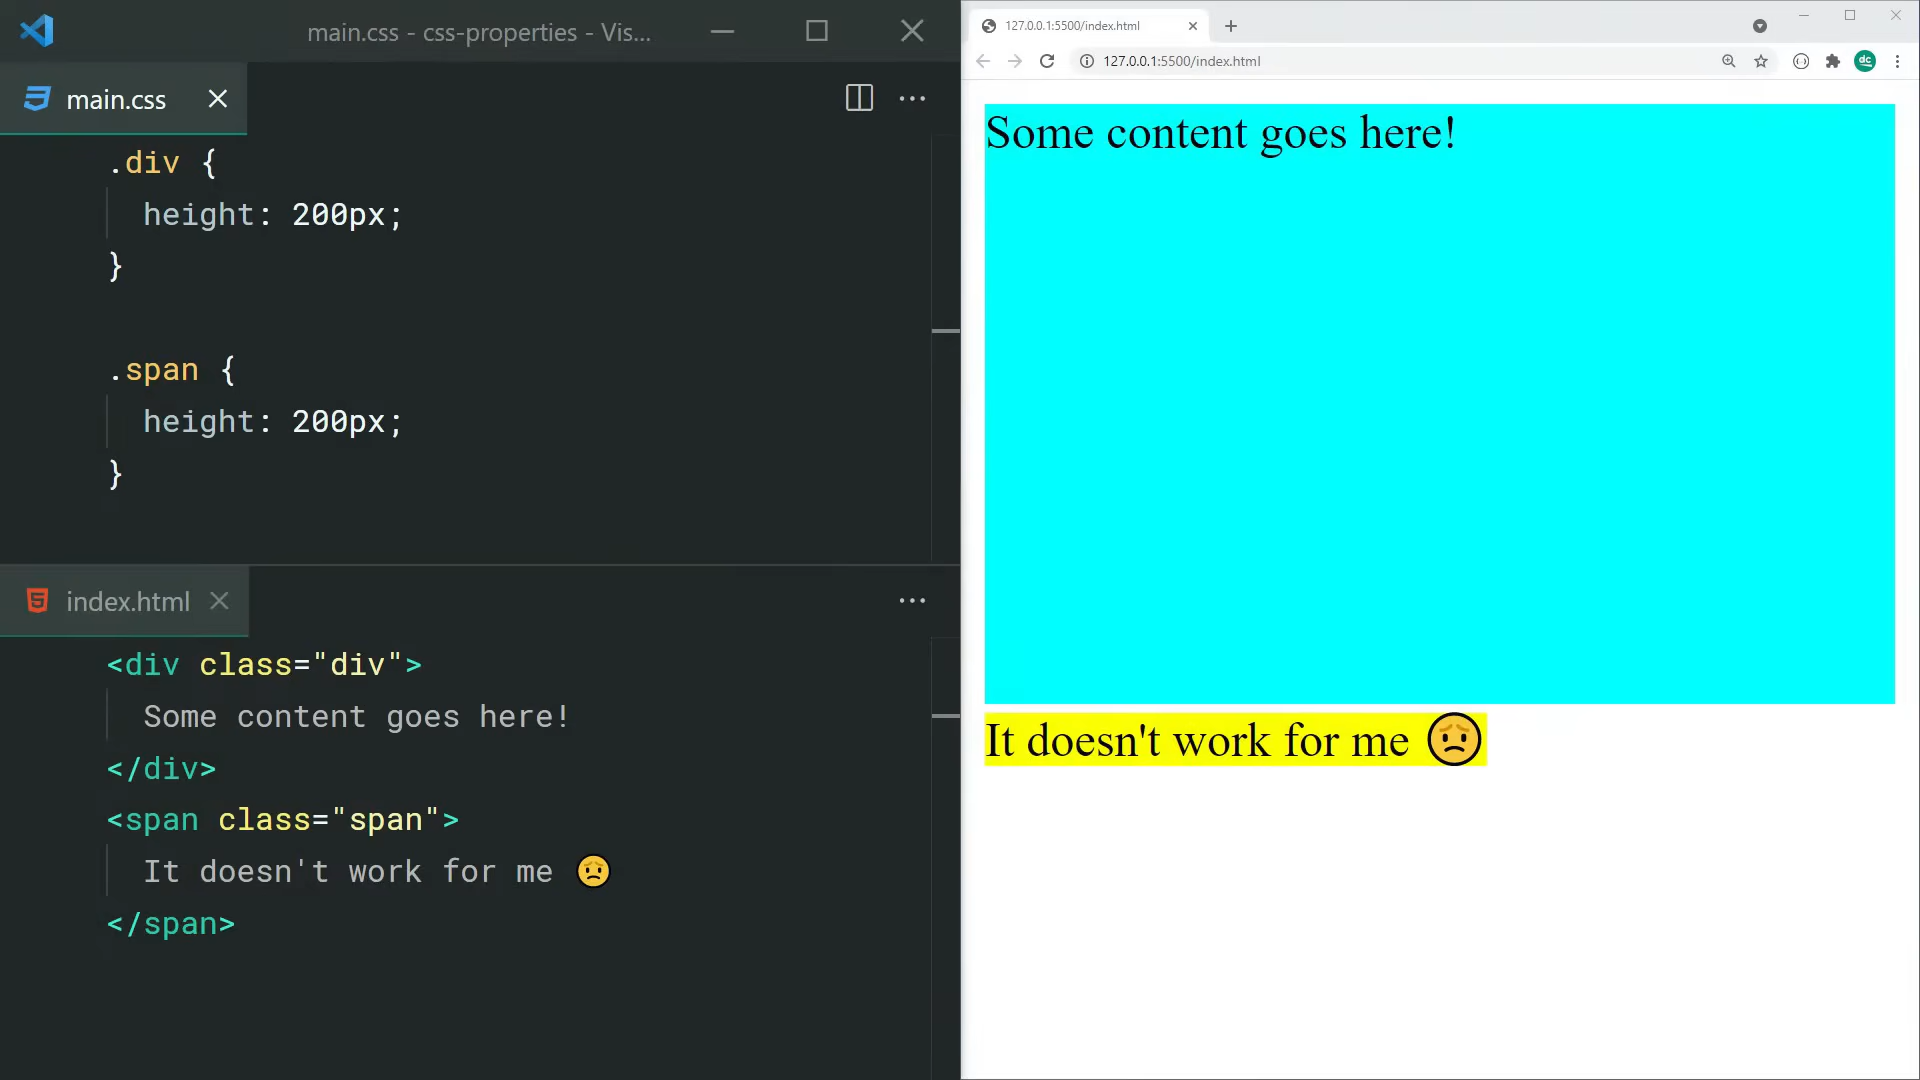 main.css - css-properties - Vis...
main.css
.div {
height: 200px;
}
.span {
height: 200px;
}
index.html
<div class="div">
Some content goes here!
</div>
<span class="span">
It doesn't work for me 😟
</span>
127.0.0.1:5500/index.html
127.0.0.1:5500/index.html
dc
Some content goes here!
It doesn't work for me 😟